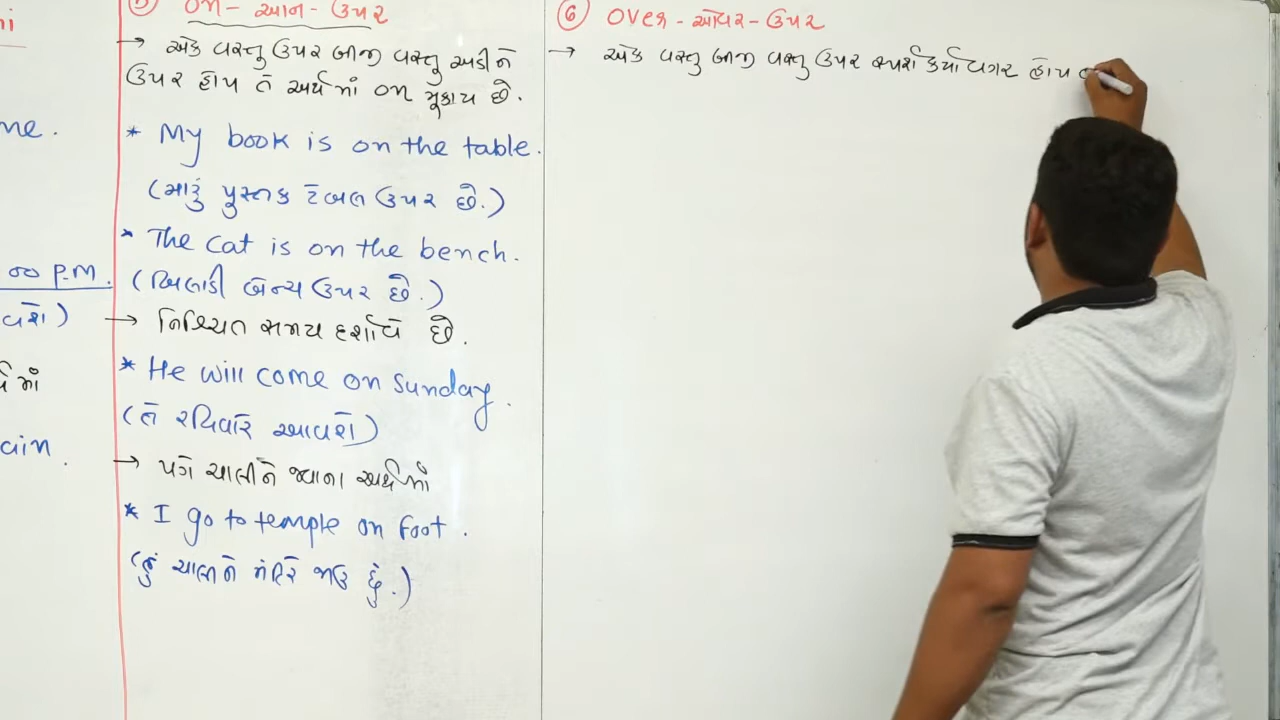 ni
me.
00 P.M.
વશે)
ર્થ માં
ain.
5 On - ઓન - ઉપર
→ એક વસ્તુ ઉપર બીજી વસ્તુ અડીને
ઉપર હોય તે અર્થમાં on મૂકાય છે.
* My book is on the table.
(મારું પુસ્તક ટેબલ ઉપર છે.)
* The cat is on the bench.
(બિલાડી બેન્ચ ઉપર છે.)
→ નિશ્ચિત સમય દર્શાવે છે.
* He will come on Sunday.
(તે રવિવારે આવશે)
→ પગે ચાલીને જવાના અર્થમાં
* I go to temple on foot.
(હું ચાલીને મંદિરે જાઉ છું.)
6 Over - ઓવર - ઉપર
→ એક વસ્તુ બીજી વસ્તુ ઉપર સ્પર્શ કર્યા વગર હોય ત